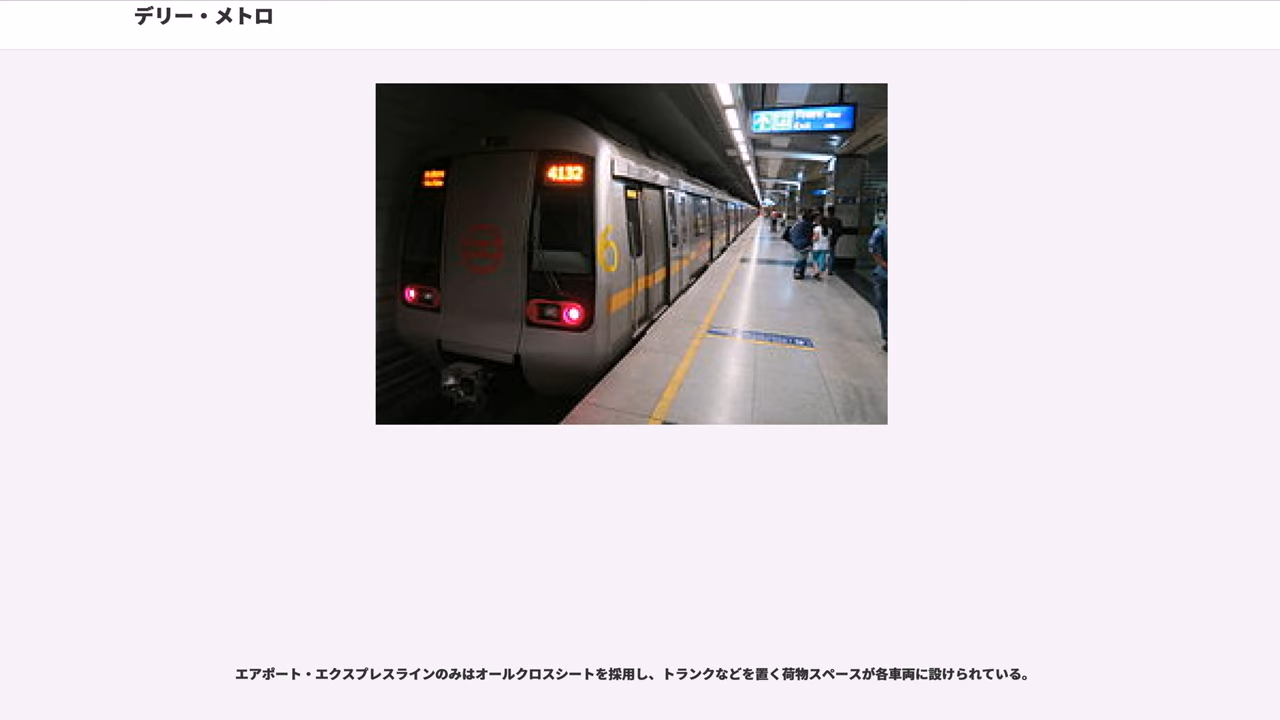 デリー・メトロ
4132
6
エアポート・エクスプレスラインのみはオールクロスシートを採用し、トランクなどを置く荷物スペースが各車両に設けられている。